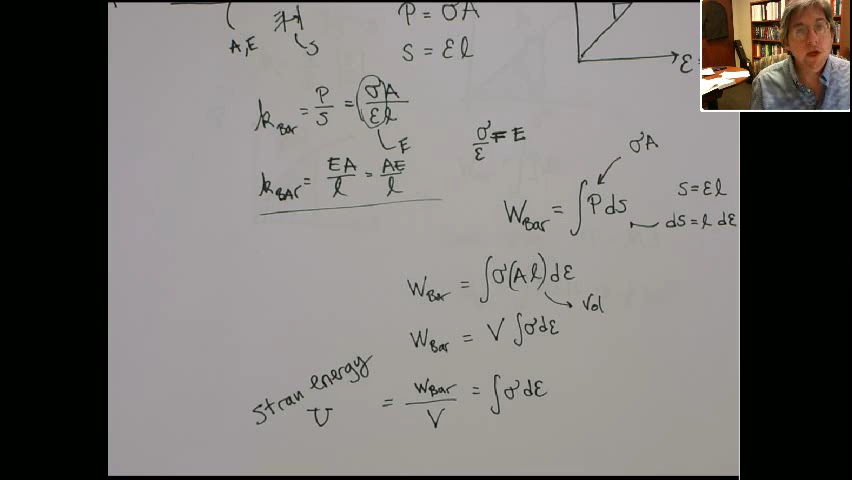 P = σA
A, E
S
S = εl
ε
k_Bar = P/S = σA/εl
E
σ/ε = E
σA
k_BAR = EA/l = AE/l
W_Bar = ∫ P dS
S = εl
dS = l dε
W_Bar = ∫ σ(Al) dε
Vol
W_Bar = V ∫ σ dε
Stran energy
U = W_Bar/V = ∫ σ dε